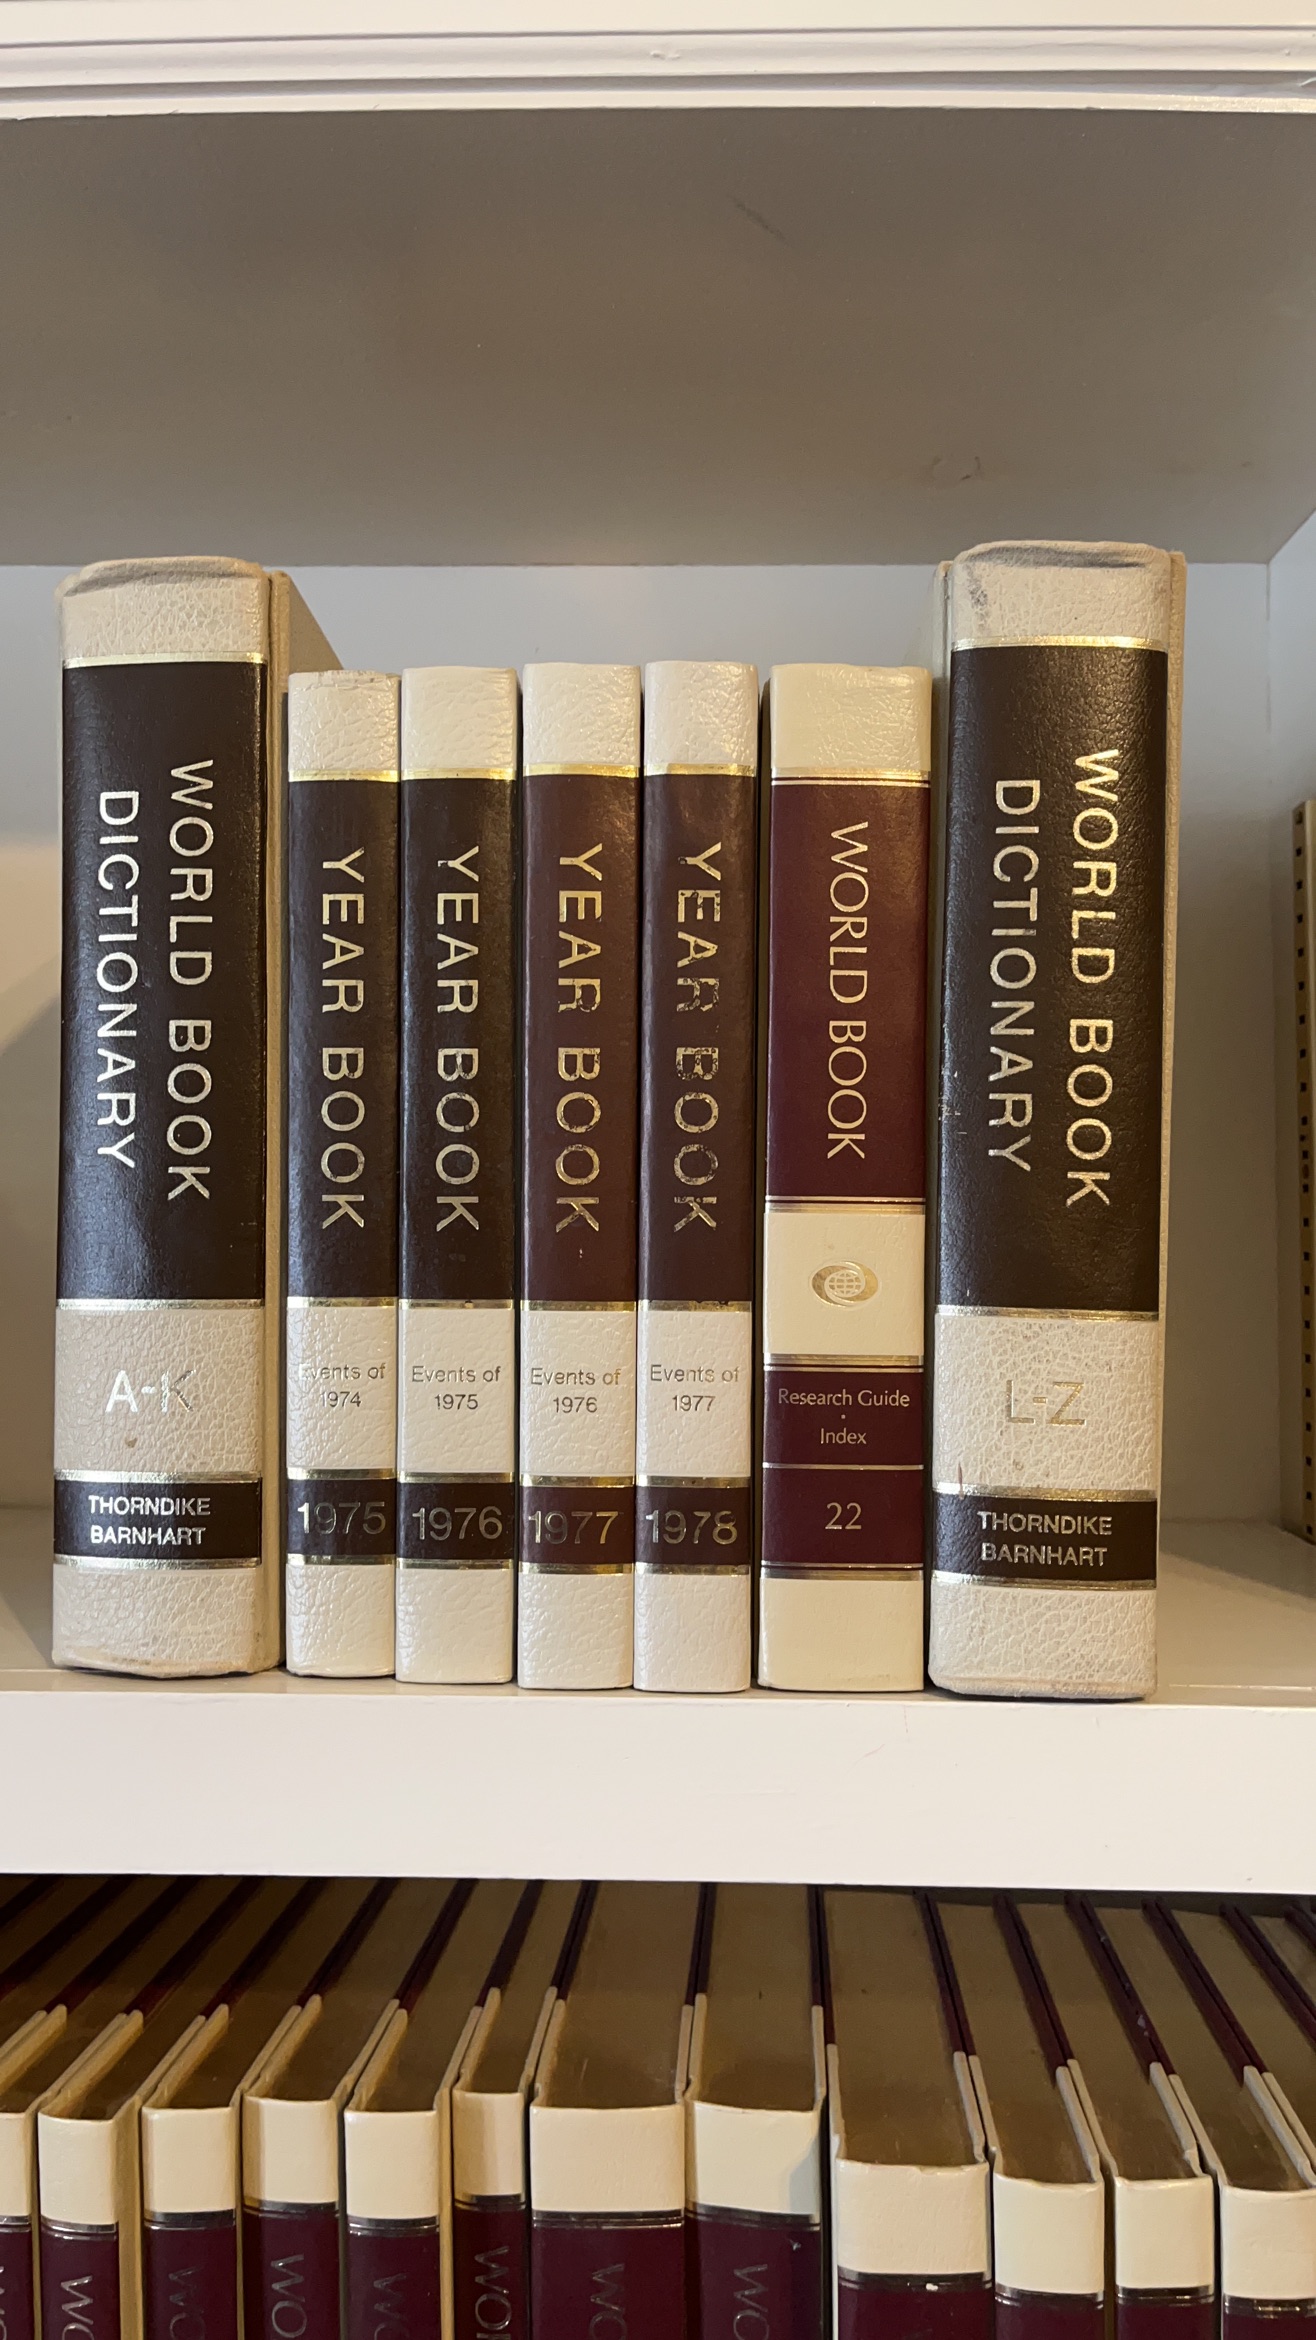 WORLD BOOK
DICTIONARY
A-K
THORNDIKE
BARNHART
YEAR BOOK
Events of
1974
1975
YEAR BOOK
Events of
1975
1976
YEAR BOOK
Events of
1976
1977
YEAR BOOK
Events of
1977
1978
WORLD BOOK
Research Guide
·
Index
22
WORLD BOOK
DICTIONARY
L-Z
THORNDIKE
BARNHART